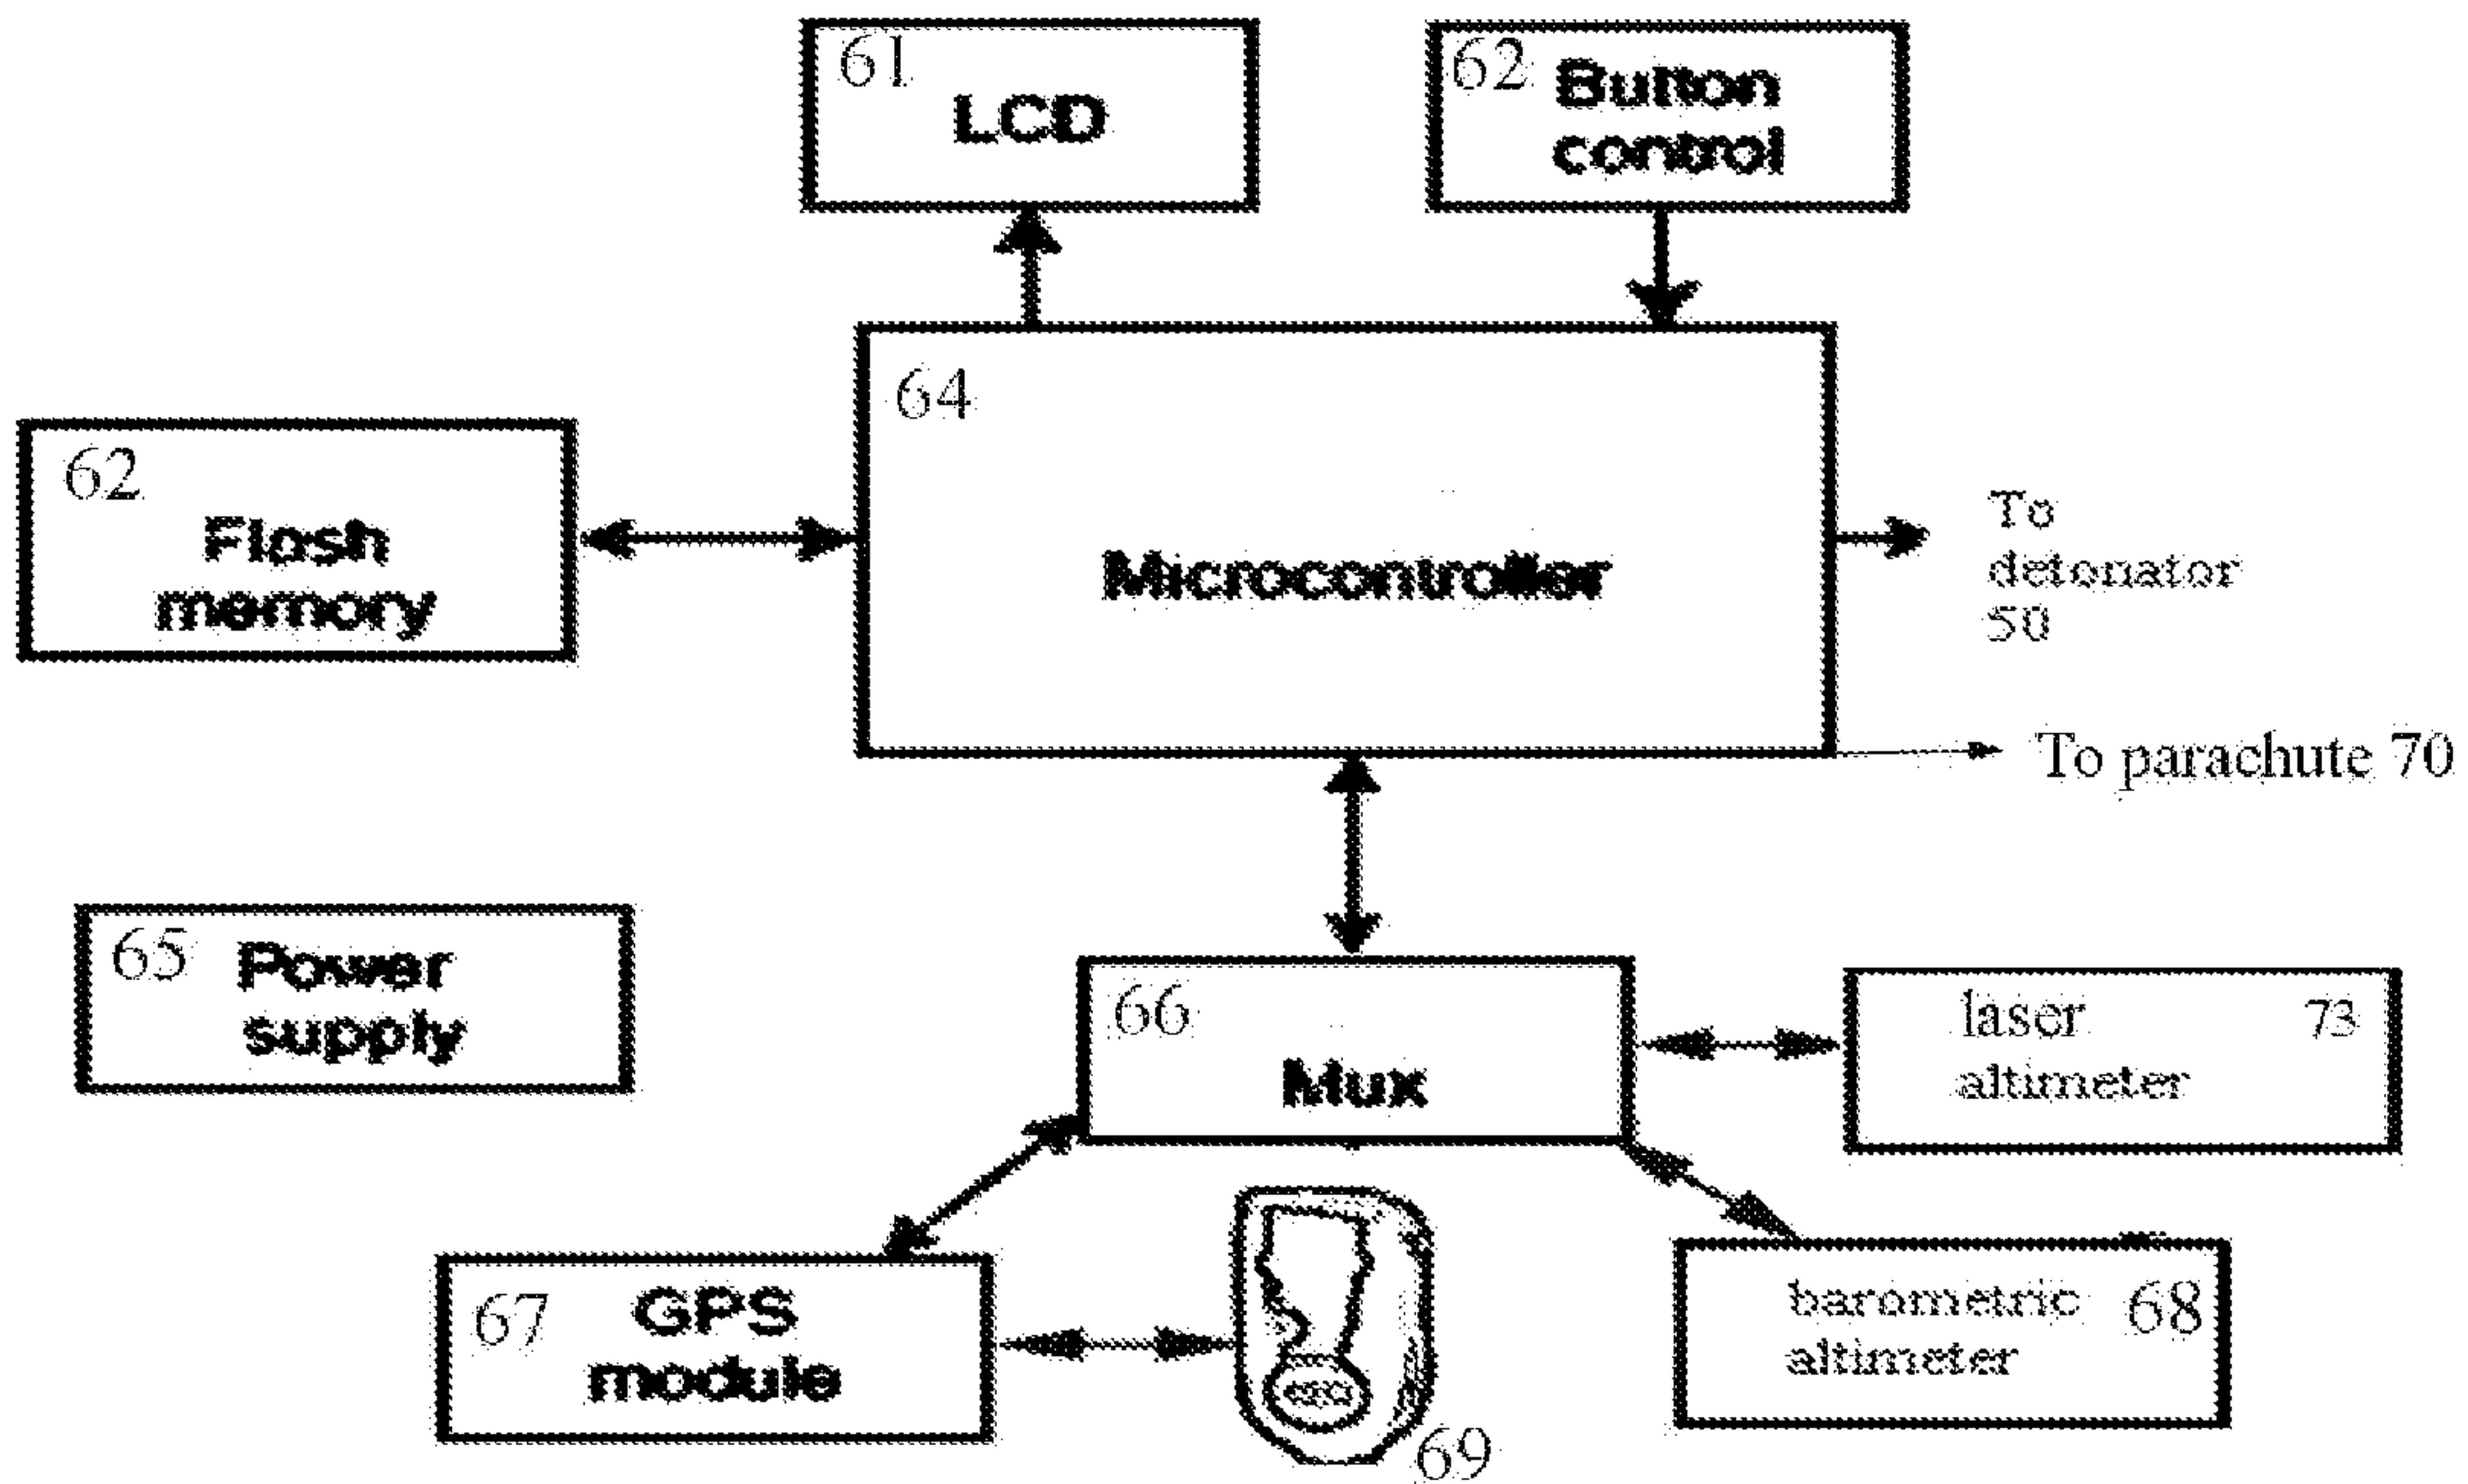 61
LCD
62
Button
control
64
Microcontroller
62
Flash
memory
To
detonator
50
To parachute 70
65
Power
supply
66
Mux
laser
altimeter
73
67
GPS
module
69
barometric
altimeter
68